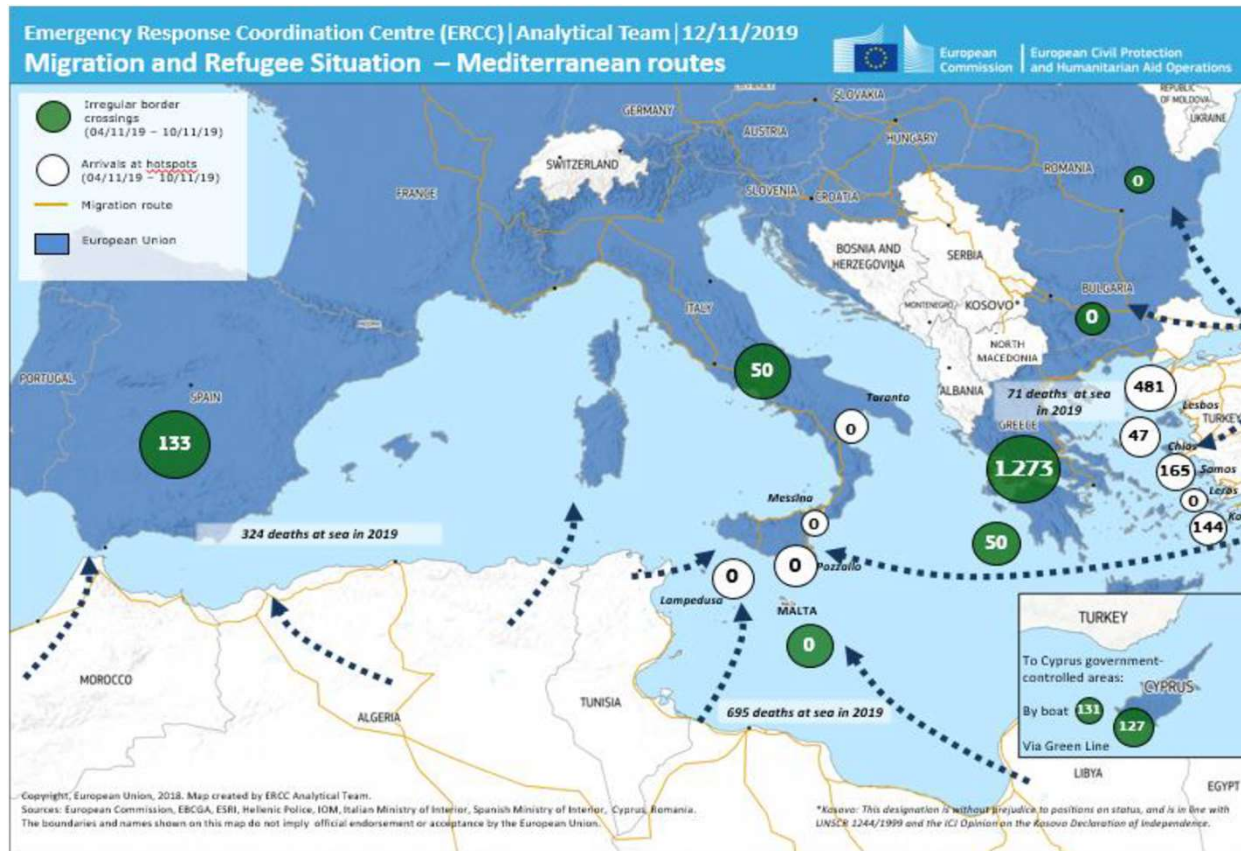 Emergency Response Coordination Centre (ERCC)|Analytical Team|12/11/2019
Migration and Refugee Situation – Mediterranean routes
European
Commission
European Civil Protection
and Humanitarian Aid Operations
Irregular border
crossings
(04/11/19 – 10/11/19)
Arrivals at hotspots
(04/11/19 – 10/11/19)
Migration route
European Union
GERMANY
SLOVAKIA
REPUBLIC
OF MOLDOVA
UKRAINE
AUSTRIA
HUNGARY
SWITZERLAND
ROMANIA
0
FRANCE
SLOVENIA
CROATIA
BOSNIA AND
HERZEGOVINA
SERBIA
ITALY
MONTENEGRO
KOSOVO*
BULGARIA
0
NORTH
MACEDONIA
ALBANIA
PORTUGAL
SPAIN
133
50
Taranto
0
71 deaths at sea
in 2019
GREECE
1 273
50
481
Lesbos
TURKEY
47
Chios
165
Samos
Leros
0
144
Messina
0
0
Pozzallo
0
Lampedusa
324 deaths at sea in 2019
MALTA
0
695 deaths at sea in 2019
MOROCCO
ALGERIA
TUNISIA
LIBYA
EGYPT
TURKEY
To Cyprus government-
controlled areas:
CYPRUS
By boat 131
127
Via Green Line
Copyright, European Union, 2018. Map created by ERCC Analytical Team.
Sources: European Commission, EBCGA, ESRI, Hellenic Police, IOM, Italian Ministry of Interior, Spanish Ministry of Interior, Cyprus, Romania.
The boundaries and names shown on this map do not imply official endorsement or acceptance by the European Union.
*Kosovo: This designation is without prejudice to positions on status, and is in line with
UNSCR 1244/1999 and the ICJ Opinion on the Kosovo Declaration of Independence.